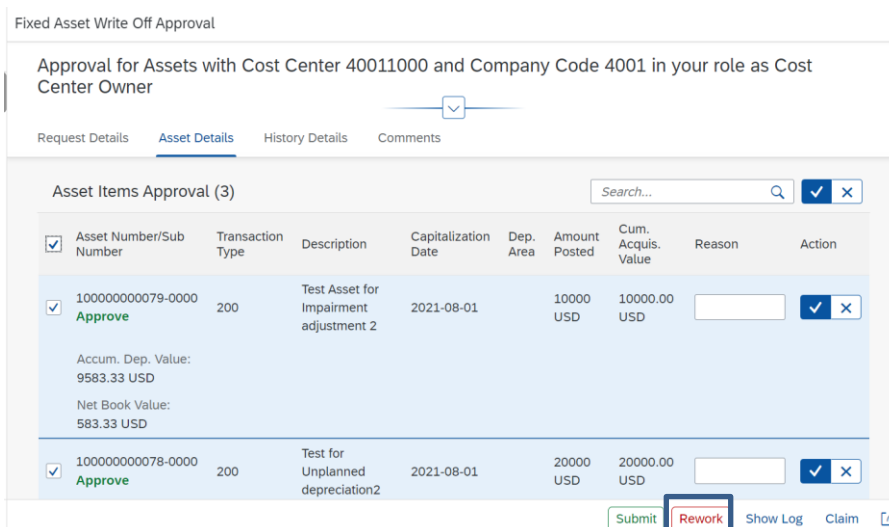 Fixed Asset Write Off Approval
Approval for Assets with Cost Center 40011000 and Company Code 4001 in your role as Cost
Center Owner
Request Details Asset Details History Details Comments
Asset Items Approval (3) Search...
Asset Number/Sub Number Transaction Type Description Capitalization Date Dep. Area Amount Posted Cum. Acquis. Value Reason Action
100000000079-0000 200 Test Asset for Impairment adjustment 2 2021-08-01 10000 USD 10000.00 USD
Approve
Accum. Dep. Value:
9583.33 USD
Net Book Value:
583.33 USD
100000000078-0000 200 Test for Unplanned depreciation2 2021-08-01 20000 USD 20000.00 USD
Approve
Submit Rework Show Log Claim